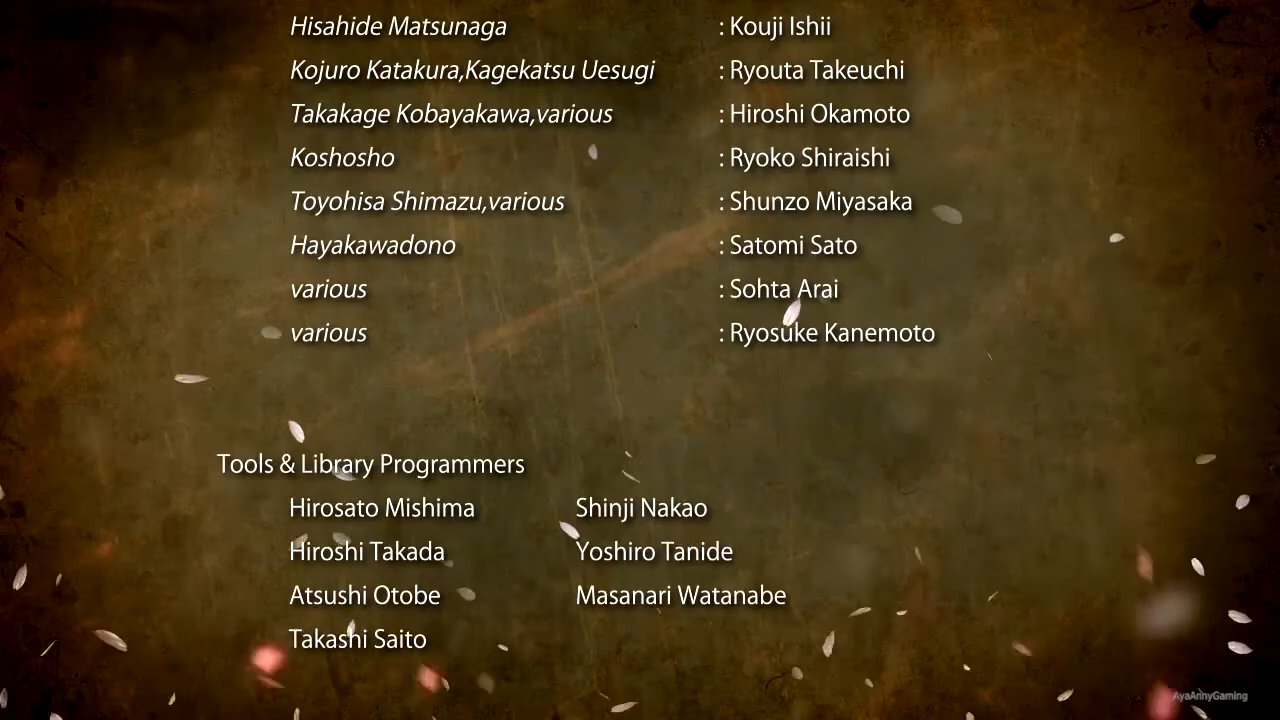 Hisahide Matsunaga : Kouji Ishii
Kojuro Katakura,Kagekatsu Uesugi : Ryouta Takeuchi
Takakage Kobayakawa,various : Hiroshi Okamoto
Koshosho : Ryoko Shiraishi
Toyohisa Shimazu,various : Shunzo Miyasaka
Hayakawadono : Satomi Sato
various : Sohta Arai
various : Ryosuke Kanemoto
Tools & Library Programmers
Hirosato Mishima Shinji Nakao
Hiroshi Takada Yoshiro Tanide
Atsushi Otobe Masanari Watanabe
Takashi Saito
AyaAnnyGaming